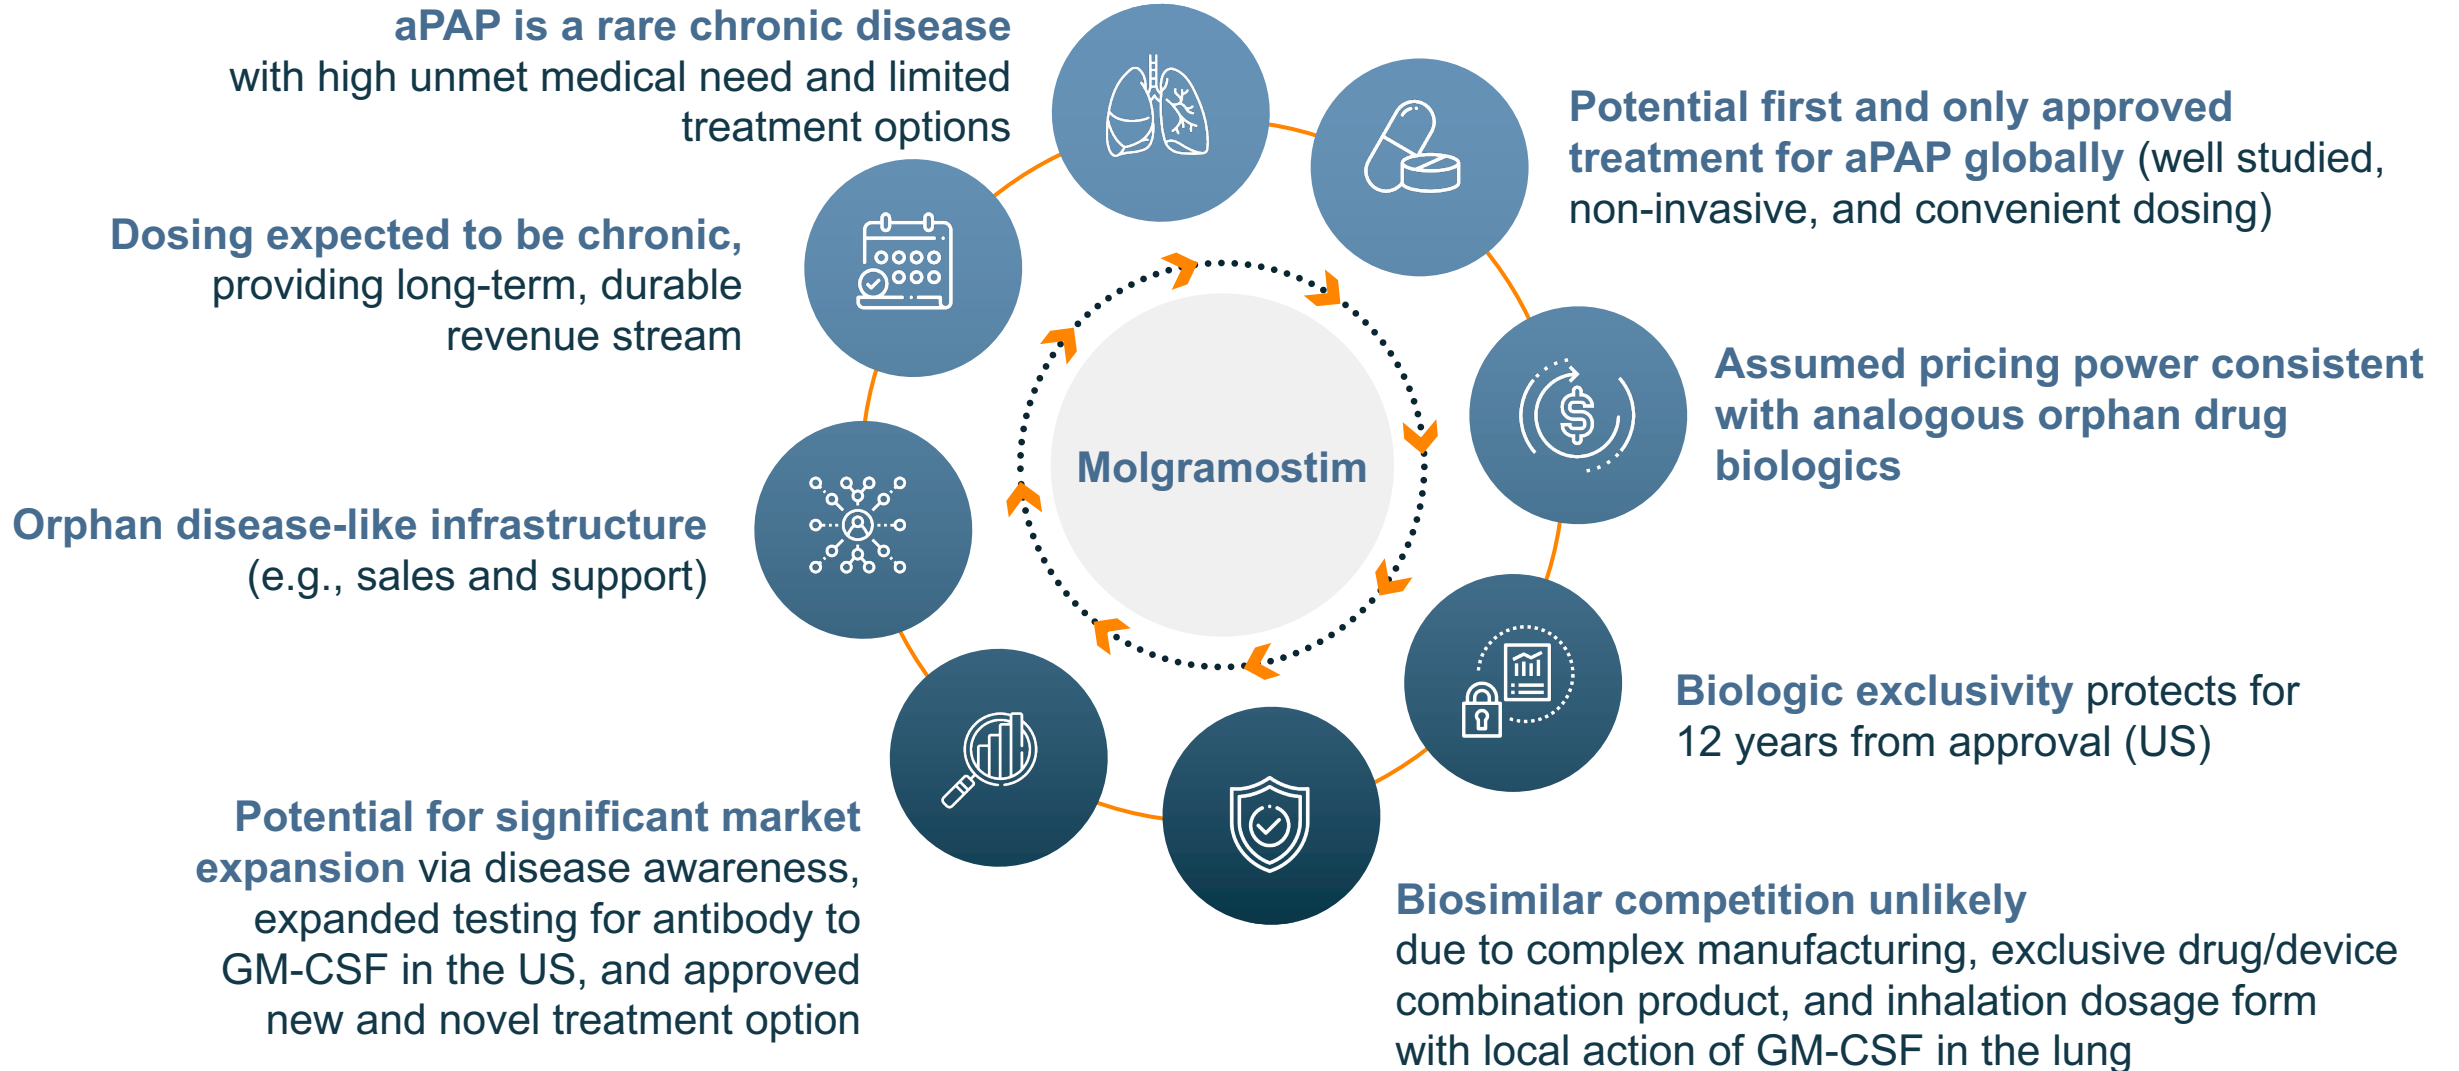 aPAP is a rare chronic disease
with high unmet medical need and limited
treatment options
Potential first and only approved
treatment for aPAP globally (well studied,
non-invasive, and convenient dosing)
Assumed pricing power consistent
with analogous orphan drug
biologics
Biologic exclusivity protects for
12 years from approval (US)
Biosimilar competition unlikely
due to complex manufacturing, exclusive drug/device
combination product, and inhalation dosage form
with local action of GM-CSF in the lung
Potential for significant market
expansion via disease awareness,
expanded testing for antibody to
GM-CSF in the US, and approved
new and novel treatment option
Orphan disease-like infrastructure
(e.g., sales and support)
Dosing expected to be chronic,
providing long-term, durable
revenue stream
Molgramostim
$